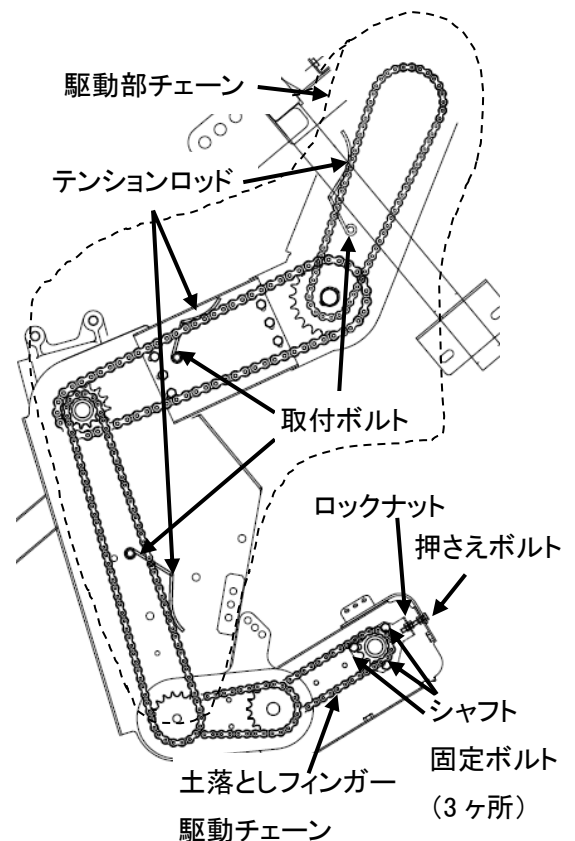 駆動部チェーン
テンションロッド
取付ボルト
ロックナット
押さえボルト
シャフト
固定ボルト
（3 ヶ所）
土落としフィンガー
駆動チェーン